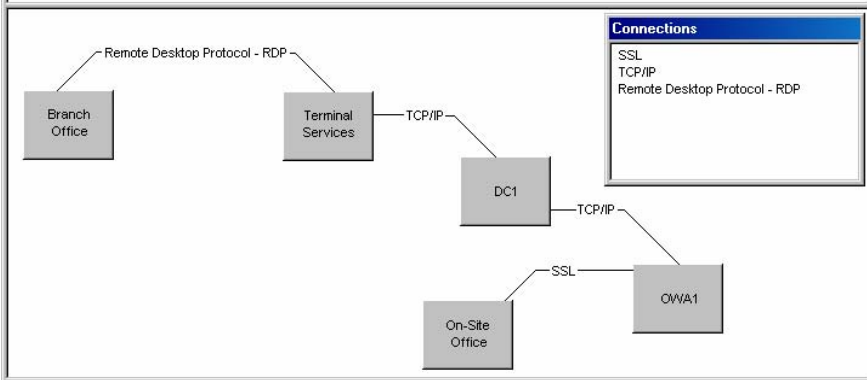 Connections
SSL
TCP/IP
Remote Desktop Protocol - RDP
Remote Desktop Protocol - RDP
Branch
Office
Terminal
Services
TCP/IP
DC1
TCP/IP
SSL
OWA1
On-Site
Office